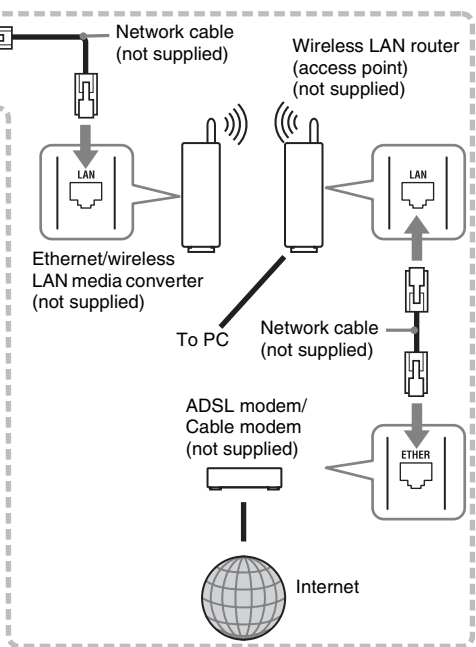 Network cable
(not supplied)
Wireless LAN router
(access point)
(not supplied)
LAN
LAN
Ethernet/wireless
LAN media converter
(not supplied)
To PC
Network cable
(not supplied)
ADSL modem/
Cable modem
(not supplied)
ETHER
Internet